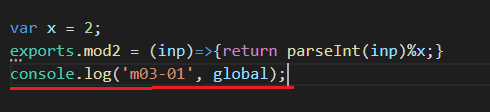 var x = 2;
exports.mod2 = (inp)=>{return parseInt(inp)%x;}
console.log('m03-01', global);